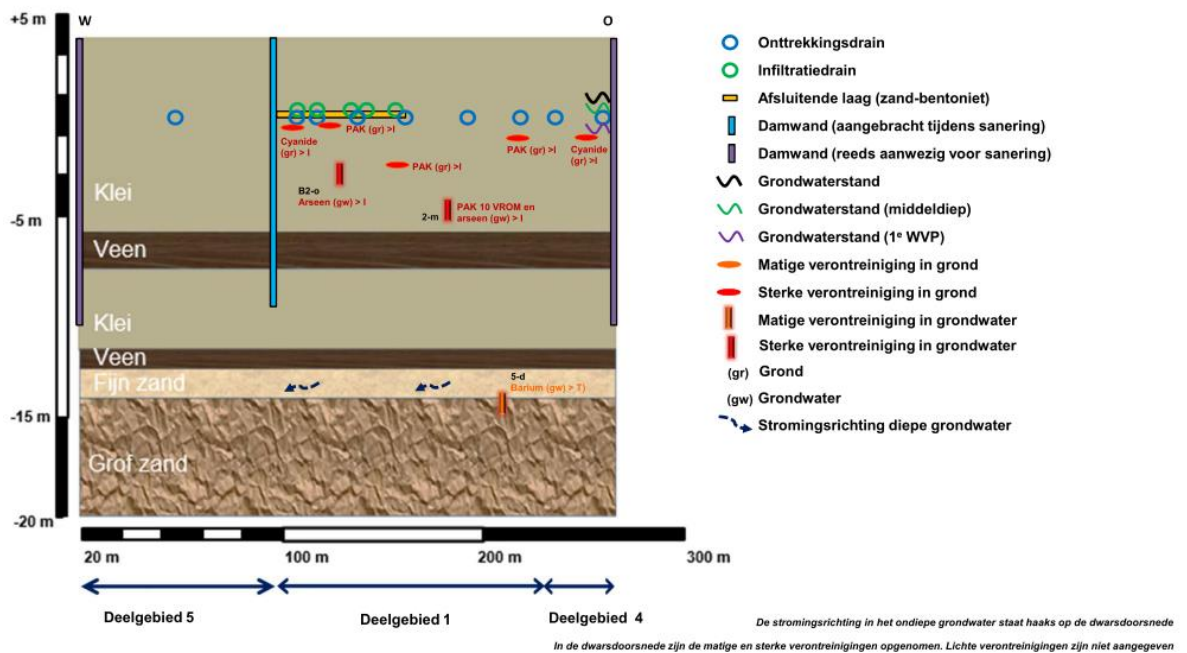 +5 m
W
O
Cyanide
(gr) > I
PAK (gr) >I
PAK (gr) >I
PAK (gr) >I
Cyanide
(gr) >I
B2-o
Arseen (gw) > I
2-m
PAK 10 VROM en
arseen (gw) > I
Klei
-5 m
Veen
Klei
Veen
Fijn zand
5-d
Barium (gw) > T)
-15 m
Grof zand
-20 m
20 m
100 m
200 m
300 m
Deelgebied 5
Deelgebied 1
Deelgebied 4
Onttrekkingsdrain
Infiltratiedrain
Afsluitende laag (zand-bentoniet)
Damwand (aangebracht tijdens sanering)
Damwand (reeds aanwezig voor sanering)
Grondwaterstand
Grondwaterstand (middeldiep)
Grondwaterstand (1e WVP)
Matige verontreiniging in grond
Sterke verontreiniging in grond
Matige verontreiniging in grondwater
Sterke verontreiniging in grondwater
(gr) Grond
(gw) Grondwater
Stromingsrichting diepe grondwater
De stromingsrichting in het ondiepe grondwater staat haaks op de dwarsdoorsnede
In de dwarsdoorsnede zijn de matige en sterke verontreinigingen opgenomen. Lichte verontreinigingen zijn niet aangegeven